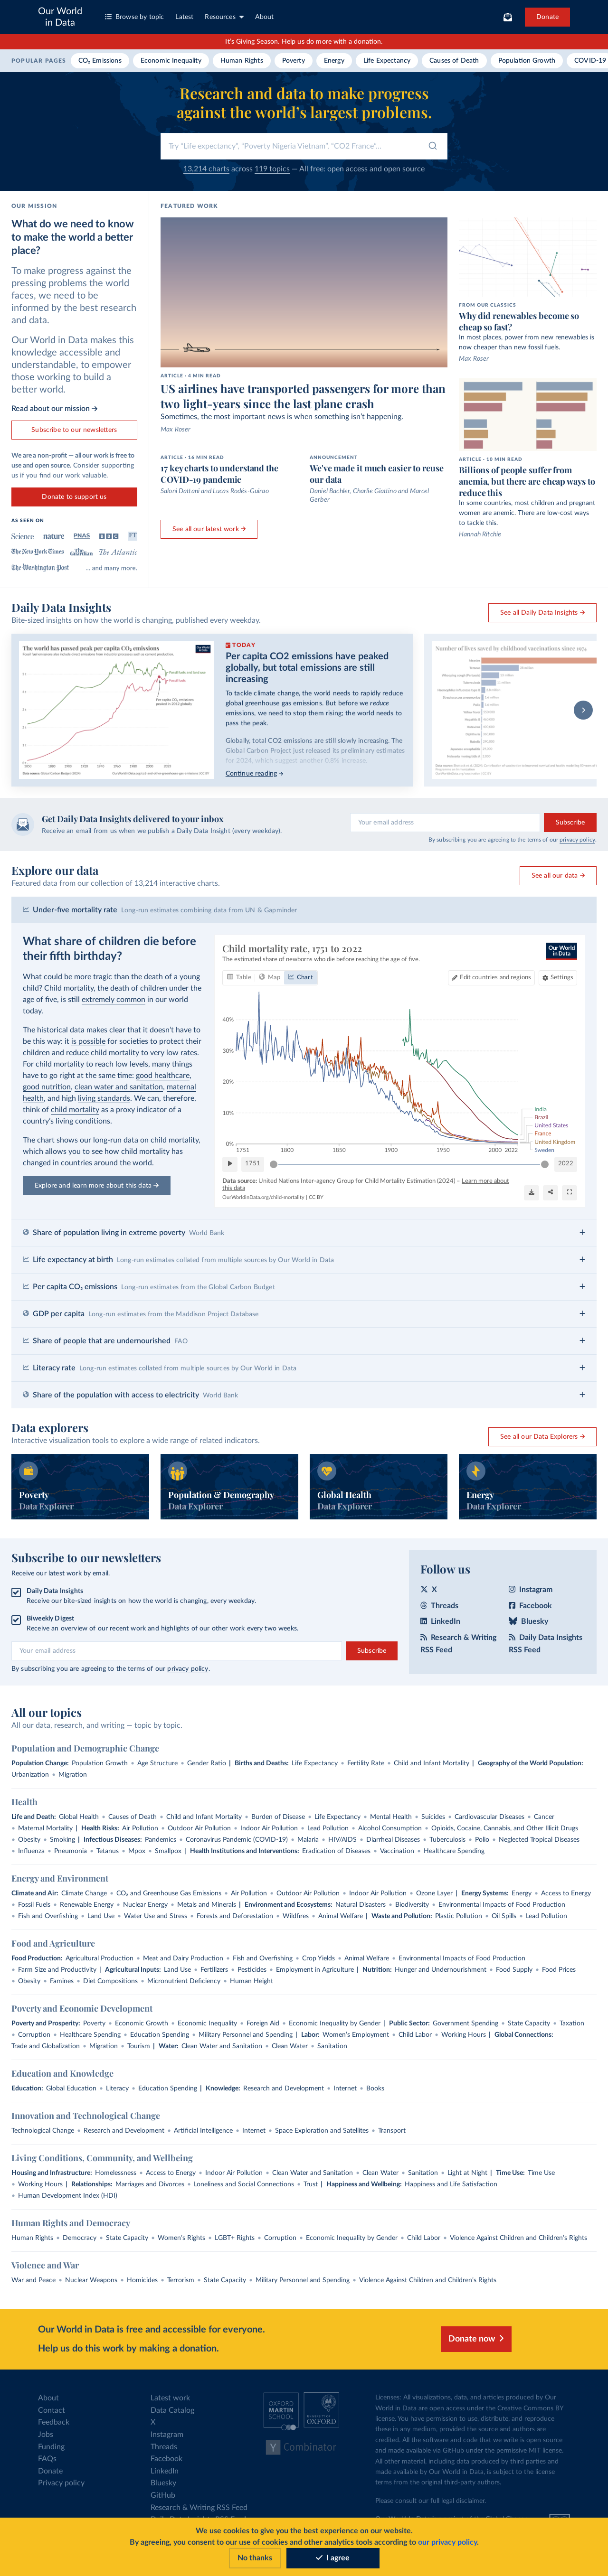 Our World
in Data
Browse by topic
Latest
Resources
About
Donate
It's Giving Season. Help us do more with a donation.
POPULAR PAGES
CO₂ Emissions
Economic Inequality
Human Rights
Poverty
Energy
Life Expectancy
Causes of Death
Population Growth
COVID-19
Research and data to make progress
against the world's largest problems.
Try "Life expectancy", "Poverty Nigeria Vietnam", "CO2 France"...
13,214 charts across 119 topics — All free: open access and open source
OUR MISSION
What do we need to know
to make the world a better
place?
To make progress against the
pressing problems the world
faces, we need to be
informed by the best research
and data.
Our World in Data makes this
knowledge accessible and
understandable, to empower
those working to build a
better world.
Read about our mission →
Subscribe to our newsletters
We are a non-profit — all our work is free to
use and open source. Consider supporting
us if you find our work valuable.
Donate to support us
AS SEEN ON
Science
nature
PNAS
BBC
FT
The New York Times
The Guardian
The Atlantic
The Washington Post
... and many more.
FEATURED WORK
ARTICLE - 4 MIN READ
US airlines have transported passengers for more than
two light-years since the last plane crash
Sometimes, the most important news is when something isn't happening.
Max Roser
ARTICLE - 16 MIN READ
17 key charts to understand the
COVID-19 pandemic
Saloni Dattani and Lucas Rodés-Guirao
ANNOUNCEMENT
We've made it much easier to reuse
our data
Daniel Bachler, Charlie Giattino and Marcel
Gerber
See all our latest work →
FROM OUR CLASSICS
Why did renewables become so
cheap so fast?
In most places, power from new renewables is
now cheaper than new fossil fuels.
Max Roser
ARTICLE - 10 MIN READ
Billions of people suffer from
anemia, but there are cheap ways to
reduce this
In some countries, most children and pregnant
women are anemic. There are low-cost ways
to tackle this.
Hannah Ritchie
Daily Data Insights
Bite-sized insights on how the world is changing, published every weekday.
See all Daily Data Insights →
The world has passed peak per capita CO₂ emissions
TODAY
Per capita CO2 emissions have peaked
globally, but total emissions are still
increasing
To tackle climate change, the world needs to rapidly reduce
global greenhouse gas emissions. But before we reduce
emissions, we need to stop them rising; the world needs to
pass the peak.
Globally, total CO2 emissions are still slowly increasing. The
Global Carbon Project just released its preliminary estimates
for 2024, which suggest another 0.8% increase.
Continue reading →
Number of lives saved by childhood vaccinations since 1974
Get Daily Data Insights delivered to your inbox
Receive an email from us when we publish a Daily Data Insight (every weekday).
Your email address
Subscribe
By subscribing you are agreeing to the terms of our privacy policy.
Explore our data
Featured data from our collection of 13,214 interactive charts.
See all our data →
Under-five mortality rate Long-run estimates combining data from UN & Gapminder
What share of children die before
their fifth birthday?
What could be more tragic than the death of a young
child? Child mortality, the death of children under the
age of five, is still extremely common in our world
today.
The historical data makes clear that it doesn't have to
be this way: it is possible for societies to protect their
children and reduce child mortality to very low rates.
For child mortality to reach low levels, many things
have to go right at the same time: good healthcare,
good nutrition, clean water and sanitation, maternal
health, and high living standards. We can, therefore,
think of child mortality as a proxy indicator of a
country's living conditions.
The chart shows our long-run data on child mortality,
which allows you to see how child mortality has
changed in countries around the world.
Explore and learn more about this data →
Child mortality rate, 1751 to 2022
The estimated share of newborns who die before reaching the age of five.
Our World
in Data
Table
Map
Chart
Edit countries and regions
Settings
40%
30%
20%
10%
0%
1751
1800
1850
1900
1950
2000
2022
India
Brazil
United States
France
United Kingdom
Sweden
1751
2022
Data source: United Nations Inter-agency Group for Child Mortality Estimation (2024) – Learn more about
this data
OurWorldinData.org/child-mortality | CC BY
Share of population living in extreme poverty World Bank
Life expectancy at birth Long-run estimates collated from multiple sources by Our World in Data
Per capita CO₂ emissions Long-run estimates from the Global Carbon Budget
GDP per capita Long-run estimates from the Maddison Project Database
Share of people that are undernourished FAO
Literacy rate Long-run estimates collated from multiple sources by Our World in Data
Share of the population with access to electricity World Bank
Data explorers
Interactive visualization tools to explore a wide range of related indicators.
See all our Data Explorers →
Poverty
Data Explorer
Population & Demography
Data Explorer
Global Health
Data Explorer
Energy
Data Explorer
Subscribe to our newsletters
Receive our latest work by email.
Daily Data Insights
Receive our bite-sized insights on how the world is changing, every weekday.
Biweekly Digest
Receive an overview of our recent work and highlights of our other work every two weeks.
Your email address
Subscribe
By subscribing you are agreeing to the terms of our privacy policy.
Follow us
X
Instagram
Threads
Facebook
LinkedIn
Bluesky
Research & Writing
RSS Feed
Daily Data Insights
RSS Feed
All our topics
All our data, research, and writing — topic by topic.
Population and Demographic Change
Population Change: Population Growth • Age Structure • Gender Ratio | Births and Deaths: Life Expectancy • Fertility Rate • Child and Infant Mortality | Geography of the World Population:
Urbanization • Migration
Health
Life and Death: Global Health • Causes of Death • Child and Infant Mortality • Burden of Disease • Life Expectancy • Mental Health • Suicides • Cardiovascular Diseases • Cancer
• Maternal Mortality | Health Risks: Air Pollution • Outdoor Air Pollution • Indoor Air Pollution • Lead Pollution • Alcohol Consumption • Opioids, Cocaine, Cannabis, and Other Illicit Drugs
• Obesity • Smoking | Infectious Diseases: Pandemics • Coronavirus Pandemic (COVID-19) • Malaria • HIV/AIDS • Diarrheal Diseases • Tuberculosis • Polio • Neglected Tropical Diseases
• Influenza • Pneumonia • Tetanus • Mpox • Smallpox | Health Institutions and Interventions: Eradication of Diseases • Vaccination • Healthcare Spending
Energy and Environment
Climate and Air: Climate Change • CO₂ and Greenhouse Gas Emissions • Air Pollution • Outdoor Air Pollution • Indoor Air Pollution • Ozone Layer | Energy Systems: Energy • Access to Energy
• Fossil Fuels • Renewable Energy • Nuclear Energy • Metals and Minerals | Environment and Ecosystems: Natural Disasters • Biodiversity • Environmental Impacts of Food Production
• Fish and Overfishing • Land Use • Water Use and Stress • Forests and Deforestation • Wildfires • Animal Welfare | Waste and Pollution: Plastic Pollution • Oil Spills • Lead Pollution
Food and Agriculture
Food Production: Agricultural Production • Meat and Dairy Production • Fish and Overfishing • Crop Yields • Animal Welfare • Environmental Impacts of Food Production
• Farm Size and Productivity | Agricultural Inputs: Land Use • Fertilizers • Pesticides • Employment in Agriculture | Nutrition: Hunger and Undernourishment • Food Supply • Food Prices
• Obesity • Famines • Diet Compositions • Micronutrient Deficiency • Human Height
Poverty and Economic Development
Poverty and Prosperity: Poverty • Economic Growth • Economic Inequality • Foreign Aid • Economic Inequality by Gender | Public Sector: Government Spending • State Capacity • Taxation
• Corruption • Healthcare Spending • Education Spending • Military Personnel and Spending | Labor: Women's Employment • Child Labor • Working Hours | Global Connections:
Trade and Globalization • Migration • Tourism | Water: Clean Water and Sanitation • Clean Water • Sanitation
Education and Knowledge
Education: Global Education • Literacy • Education Spending | Knowledge: Research and Development • Internet • Books
Innovation and Technological Change
Technological Change • Research and Development • Artificial Intelligence • Internet • Space Exploration and Satellites • Transport
Living Conditions, Community, and Wellbeing
Housing and Infrastructure: Homelessness • Access to Energy • Indoor Air Pollution • Clean Water and Sanitation • Clean Water • Sanitation • Light at Night | Time Use: Time Use
• Working Hours | Relationships: Marriages and Divorces • Loneliness and Social Connections • Trust | Happiness and Wellbeing: Happiness and Life Satisfaction
• Human Development Index (HDI)
Human Rights and Democracy
Human Rights • Democracy • State Capacity • Women's Rights • LGBT+ Rights • Corruption • Economic Inequality by Gender • Child Labor • Violence Against Children and Children's Rights
Violence and War
War and Peace • Nuclear Weapons • Homicides • Terrorism • State Capacity • Military Personnel and Spending • Violence Against Children and Children's Rights
Our World in Data is free and accessible for everyone.
Help us do this work by making a donation.
Donate now
About
Contact
Feedback
Jobs
Funding
FAQs
Donate
Privacy policy
Latest work
Data Catalog
X
Instagram
Threads
Facebook
LinkedIn
Bluesky
GitHub
Research & Writing RSS Feed
OXFORD
MARTIN
SCHOOL
UNIVERSITY OF
OXFORD
Y Combinator
Licenses: All visualizations, data, and articles produced by Our
World in Data are open access under the Creative Commons BY
license. You have permission to use, distribute, and reproduce
these in any medium, provided the source and authors are
credited. All the software and code that we write is open source
and made available via GitHub under the permissive MIT license.
All other material, including data produced by third parties and
made available by Our World in Data, is subject to the license
terms from the original third-party authors.
Please consult our full legal disclaimer.
We use cookies to give you the best experience on our website.
By agreeing, you consent to our use of cookies and other analytics tools according to our privacy policy.
No thanks
I agree